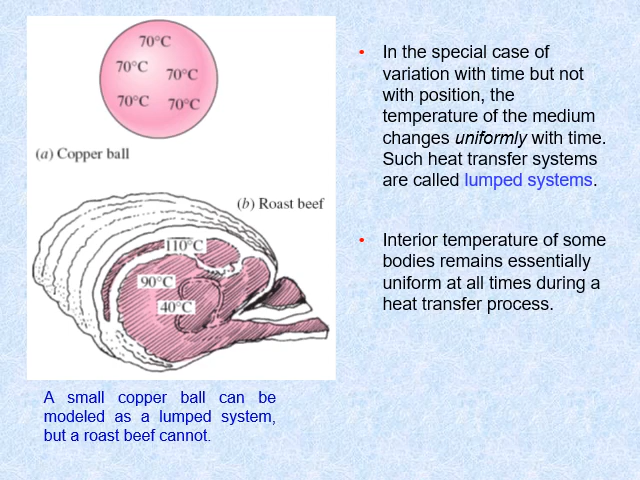 70°C
70°C 70°C
70°C 70°C
(a) Copper ball
(b) Roast beef
110°C
90°C
40°C
A small copper ball can be
modeled as a lumped system,
but a roast beef cannot.
• In the special case of
variation with time but not
with position, the
temperature of the medium
changes uniformly with time.
Such heat transfer systems
are called lumped systems.
• Interior temperature of some
bodies remains essentially
uniform at all times during a
heat transfer process.